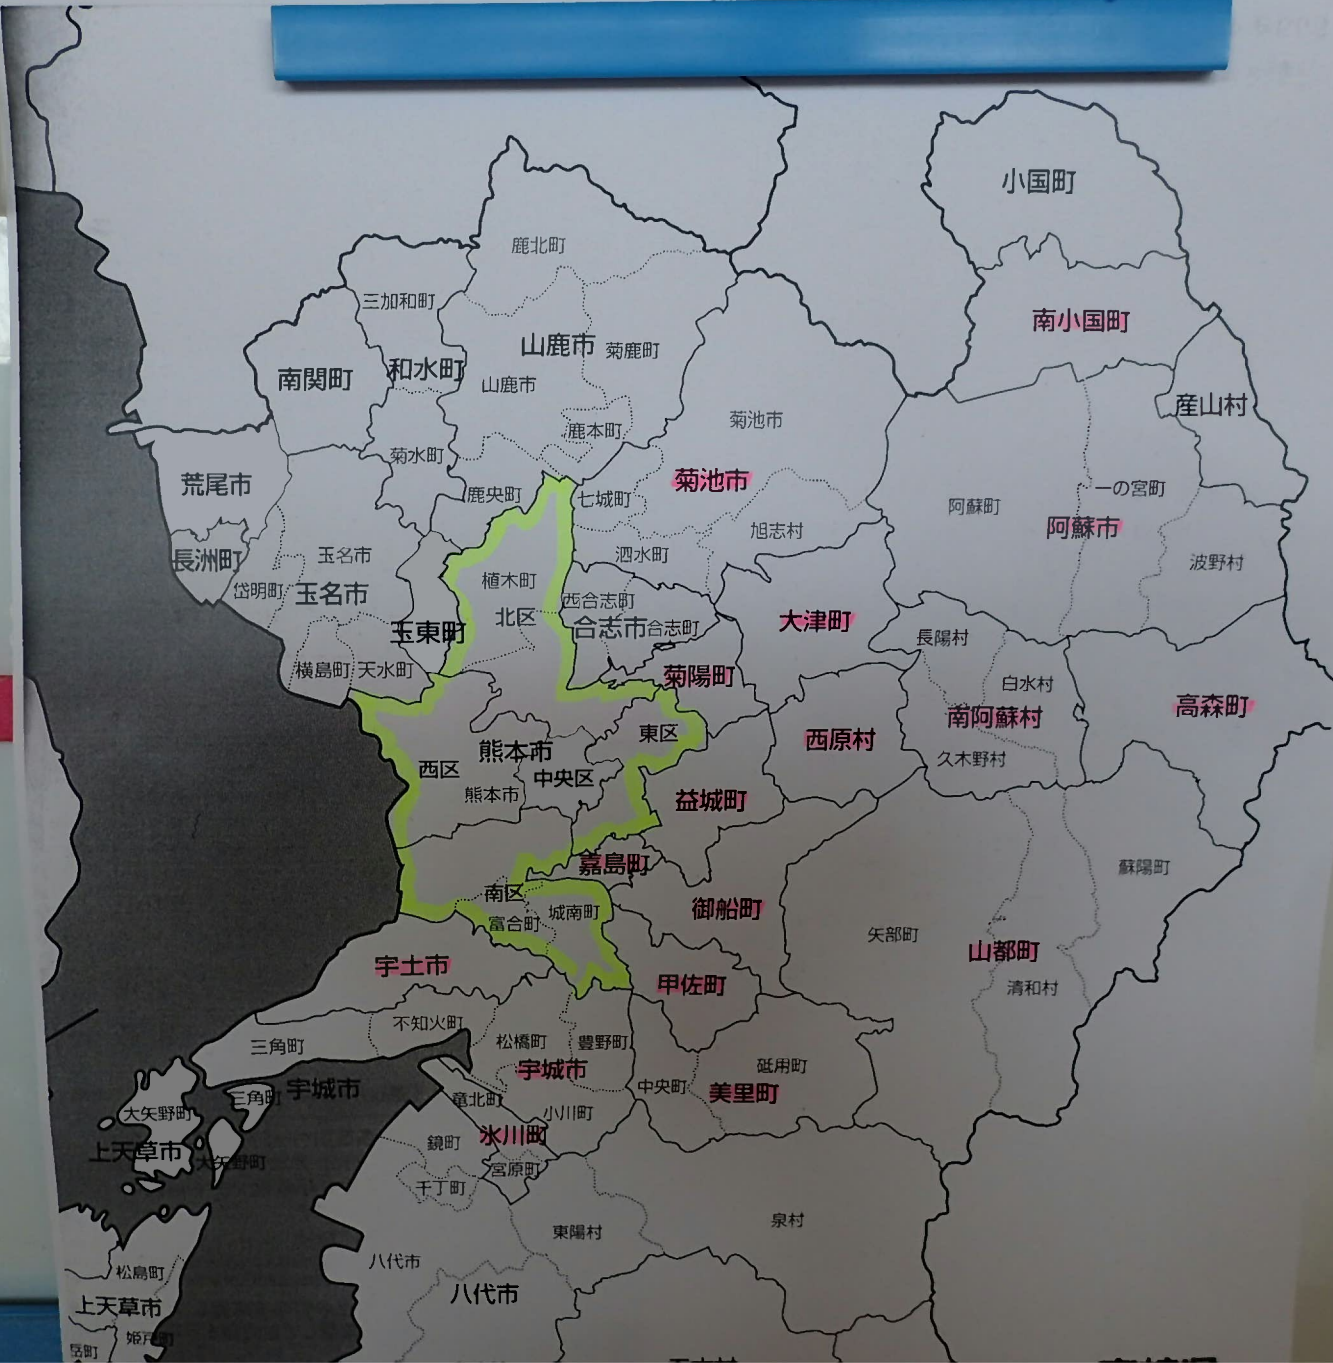 小国町
鹿北町
三加和町
南小国町
山鹿市
菊鹿町
和水町
南関町
山鹿市
産山村
菊池市
鹿本町
菊水町
菊池市
荒尾市
鹿央町
七城町
一の宮町
阿蘇町
阿蘇市
旭志村
玉名市
泗水町
長洲町
波野村
植木町
岱明町
玉名市
西合志町
北区
大津町
合志市
合志町
玉東町
長陽村
横島町
天水町
菊陽町
白水村
高森町
南阿蘇村
東区
西原村
熊本市
西区
中央区
久木野村
熊本市
益城町
嘉島町
蘇陽町
南区
城南町
御船町
富合町
矢部町
山都町
宇土市
甲佐町
清和村
不知火町
三角町
松橋町
豊野町
宇城市
砥用町
中央町
美里町
宇城市
三角町
竜北町
大矢野町
小川町
氷川町
鏡町
上天草市
大矢野町
宮原町
千丁町
泉村
東陽村
八代市
松島町
八代市
上天草市
姫戸町